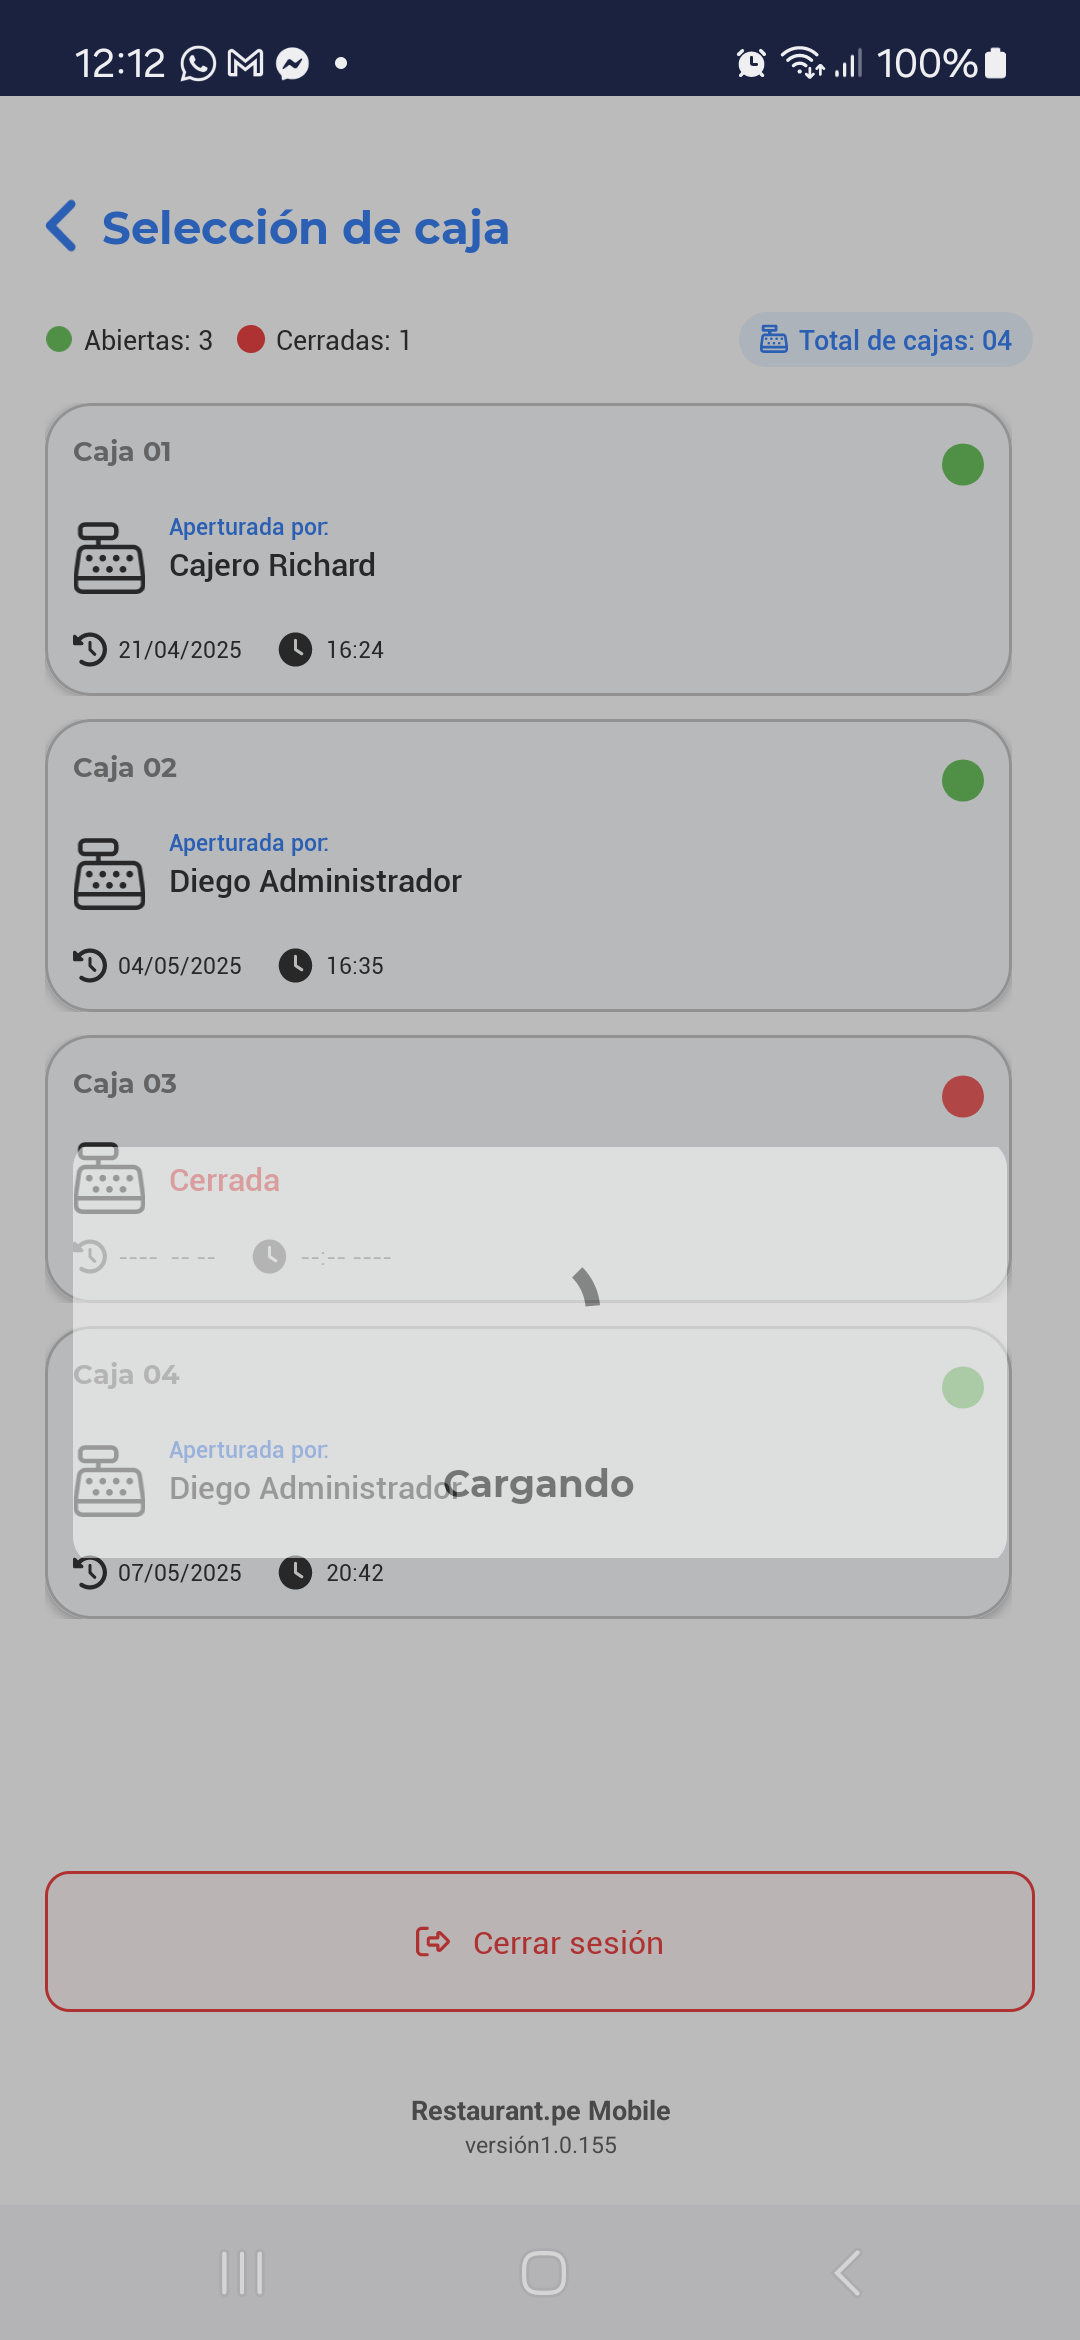 12:12
100%
Selección de caja
Abiertas: 3 Cerradas: 1
Total de cajas: 04
Caja 01
Aperturada por:
Cajero Richard
21/04/2025 16:24
Caja 02
Aperturada por:
Diego Administrador
04/05/2025 16:35
Caja 03
Cerrada
---- -- -- --:-- ----
Caja 04
Aperturada por:
Diego Administrador
Cargando
07/05/2025 20:42
Cerrar sesión
Restaurant.pe Mobile
versión1.0.155